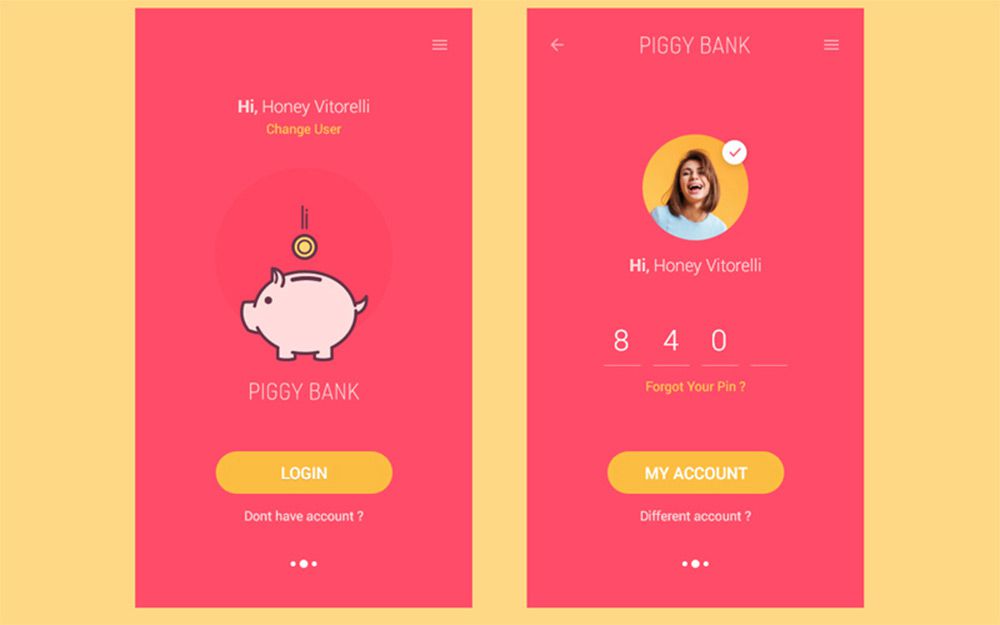 Hi, Honey Vitorelli
Change User
PIGGY BANK
LOGIN
Dont have account ?
PIGGY BANK
Hi, Honey Vitorelli
8 4 0
Forgot Your Pin ?
MY ACCOUNT
Different account ?